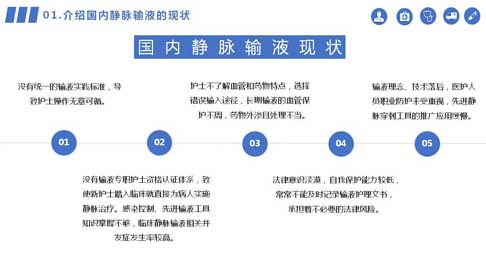 01.介绍国内静脉输液的现状
国内静脉输液现状
没有统一的输液实践标准，导
致护士操作无章可循。
护士不了解血管和药物特点，选择
错误输入途径，长期输液的血管保
护不周，药物外渗且处理不当。
输液理念、技术落后，医护人
员职业防护未受重视，先进静
脉穿刺工具的推广应用缓慢。
01
02
03
04
05
没有输液专职护士资格认证体系，致
使新护士踏入临床就直接为病人实施
静脉治疗。感染控制、先进输液工具
知识掌握不够，临床静脉输液相关并
发症发生率较高。
法律意识淡漠，自我保护能力较低，
常常不能及时记录输液护理文书，
承担着不必要的法律风险。